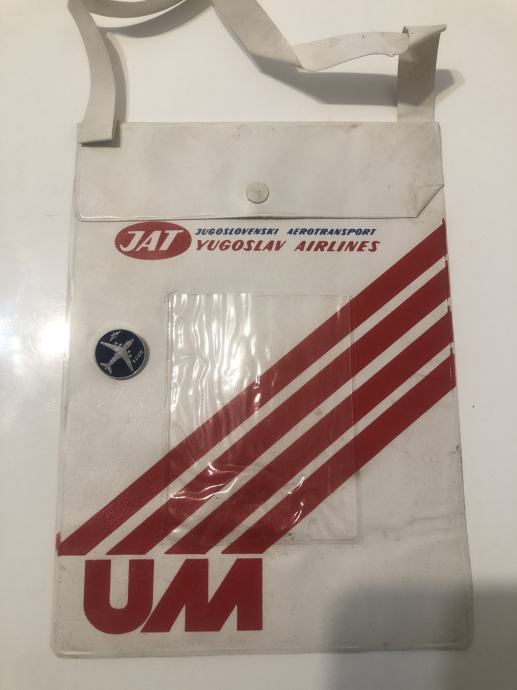 JAT
JUGOSLOVENSKI AEROTRANSPORT
YUGOSLAV AIRLINES
UM